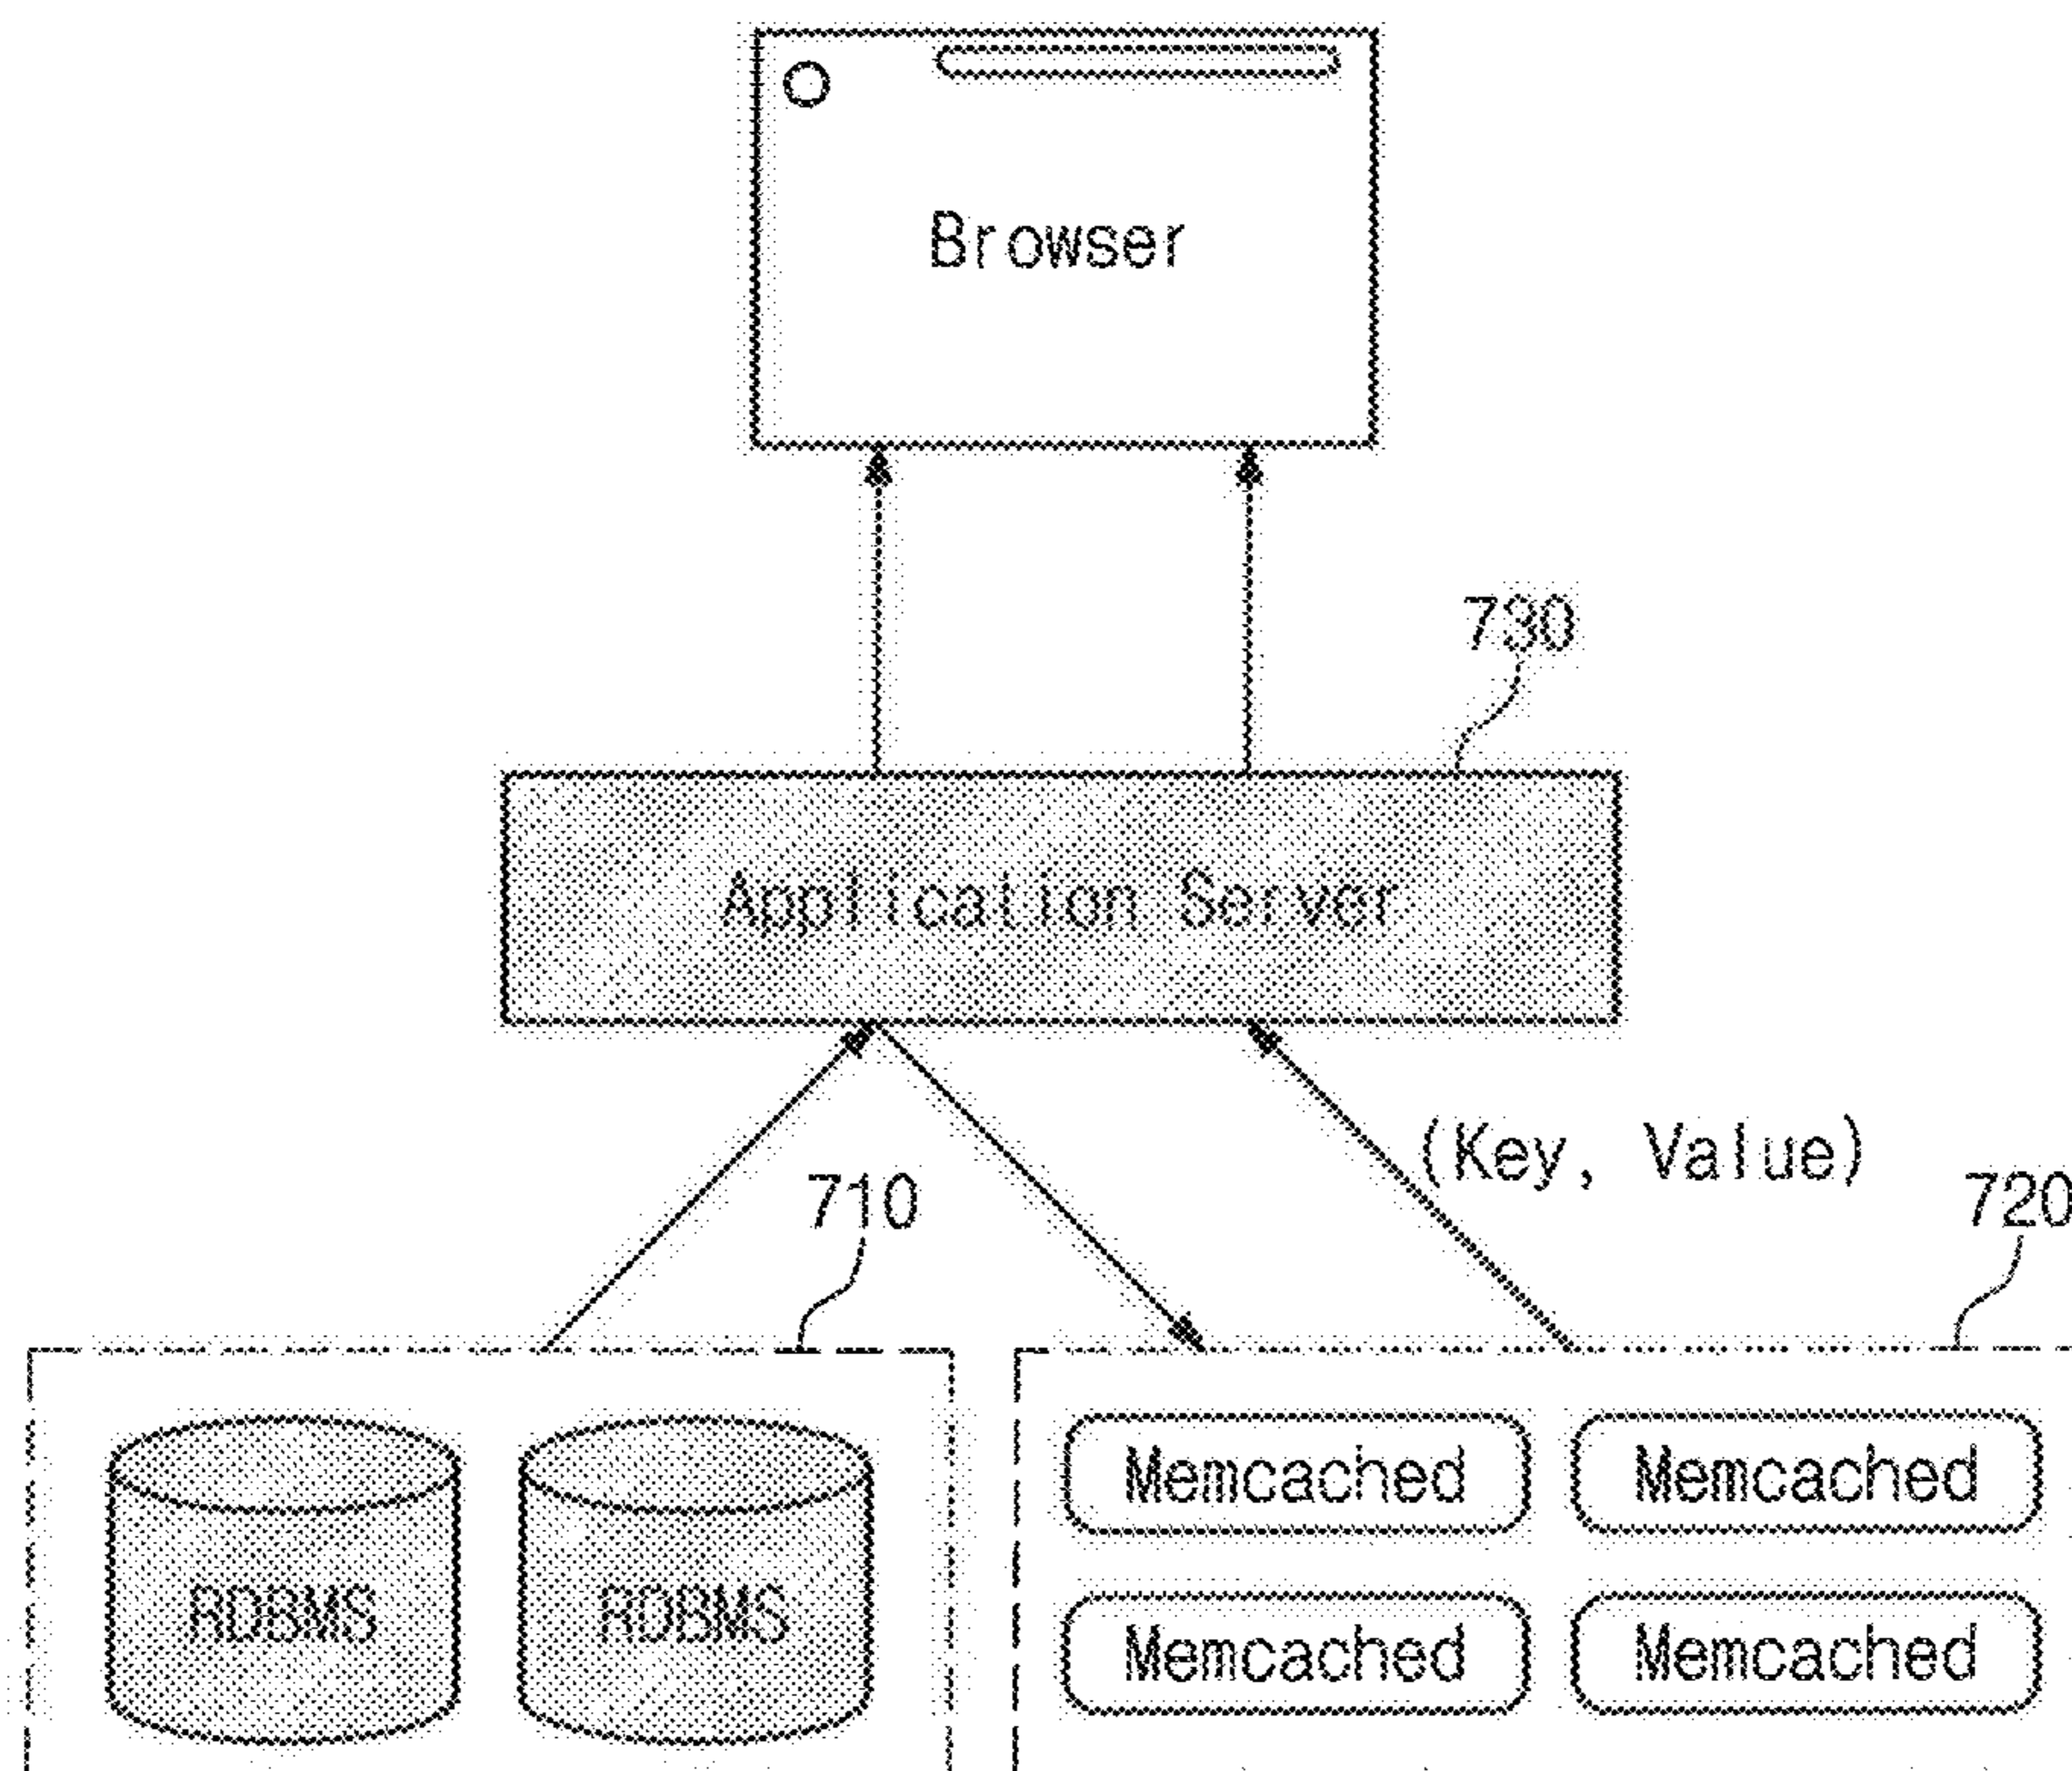 Browser
730
Application Server
(Key, Value)
710
720
Memcached Memcached
RDBMS RDBMS
Memcached Memcached